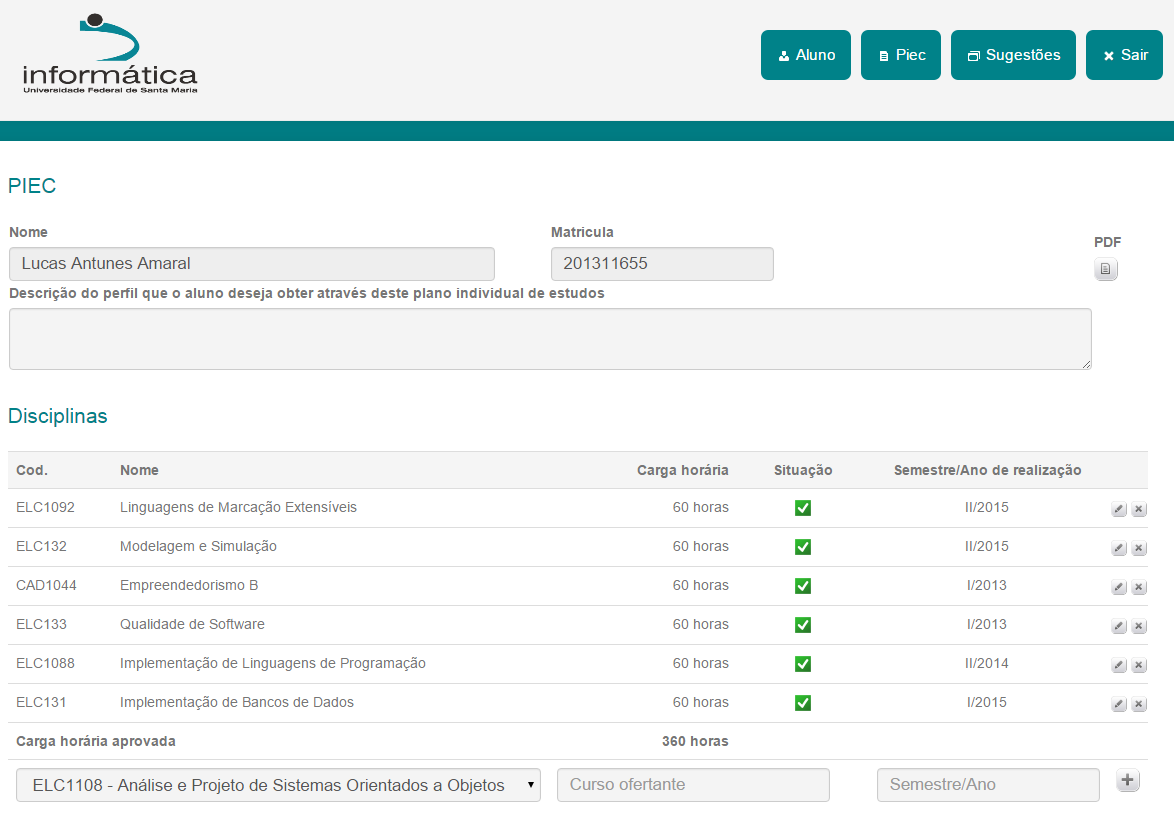 informática
Universidade Federal de Santa Maria
Aluno Piec Sugestões Sair
PIEC
Nome Matricula
PDF
Lucas Antunes Amaral 201311655
Descrição do perfil que o aluno deseja obter através deste plano individual de estudos
Disciplinas
Cod. Nome Carga horária Situação Semestre/Ano de realização
ELC1092 Linguagens de Marcação Extensíveis 60 horas II/2015
ELC132 Modelagem e Simulação 60 horas II/2015
CAD1044 Empreendedorismo B 60 horas I/2013
ELC133 Qualidade de Software 60 horas I/2013
ELC1088 Implementação de Linguagens de Programação 60 horas II/2014
ELC131 Implementação de Bancos de Dados 60 horas I/2015
Carga horária aprovada 360 horas
ELC1108 - Análise e Projeto de Sistemas Orientados a Objetos Curso ofertante Semestre/Ano